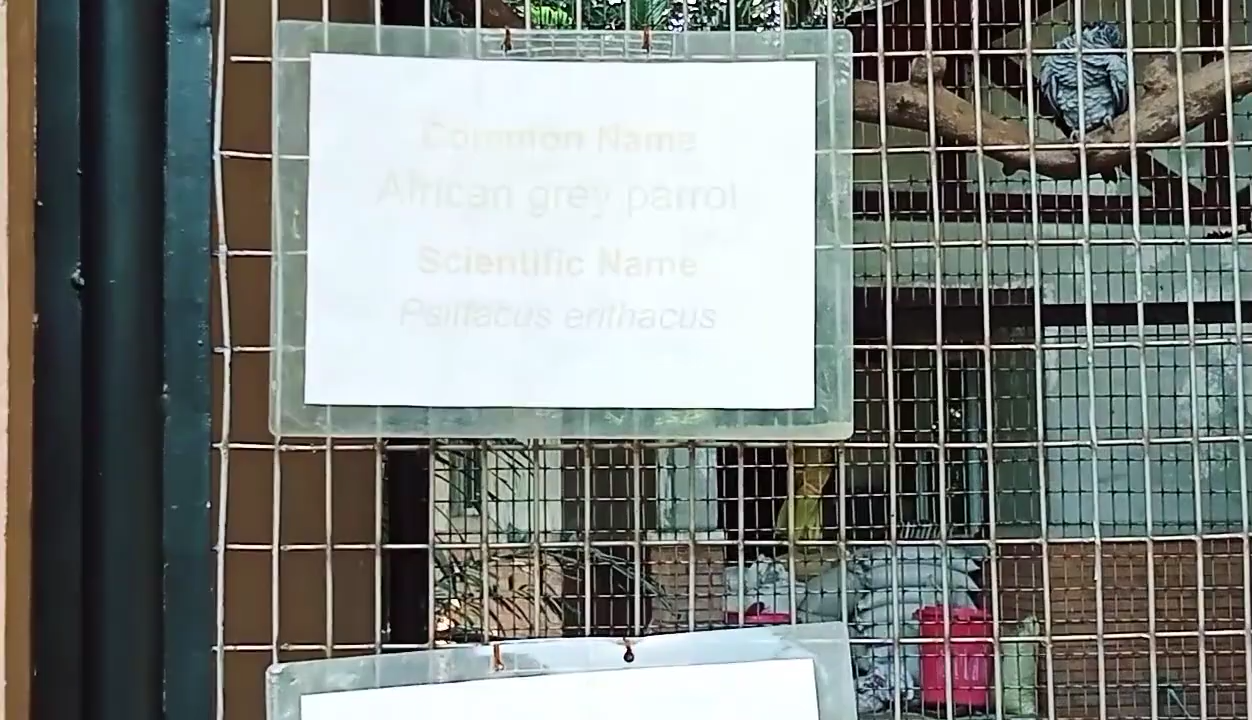 Common Name
African grey parrot
Scientific Name
Psittacus erithacus